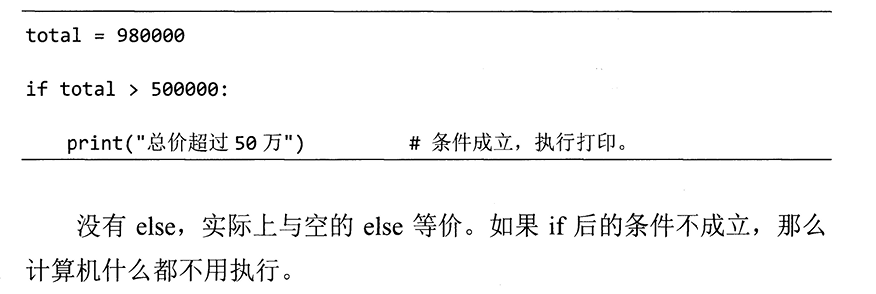 total = 980000
if total > 500000:
print("总价超过 50 万") # 条件成立，执行打印。
没有 else，实际上与空的 else 等价。如果 if 后的条件不成立，那么
计算机什么都不用执行。